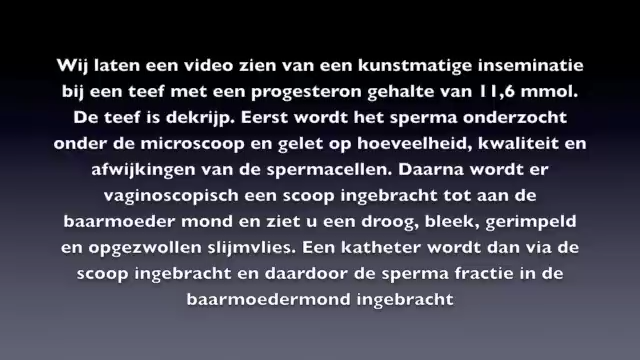 Wij laten een video zien van een kunstmatige inseminatie
bij een teef met een progesteron gehalte van 11,6 mmol.
De teef is dekrijp. Eerst wordt het sperma onderzocht
onder de microscoop en gelet op hoeveelheid, kwaliteit en
afwijkingen van de spermacellen. Daarna wordt er
vaginoscopisch een scoop ingebracht tot aan de
baarmoeder mond en ziet u een droog, bleek, gerimpeld
en opgezwollen slijmvlies. Een katheter wordt dan via de
scoop ingebracht en daardoor de sperma fractie in de
baarmoedermond ingebracht